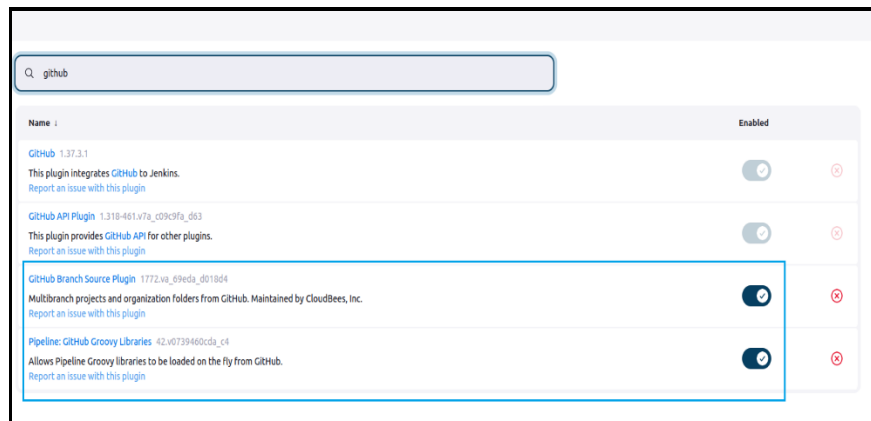 github
Name ↓ Enabled
GitHub 1.37.3.1
This plugin integrates GitHub to Jenkins.
Report an issue with this plugin
GitHub API Plugin 1.318-461.v7a_c09c9fa_d63
This plugin provides GitHub API for other plugins.
Report an issue with this plugin
GitHub Branch Source Plugin 1772.va_69eda_d018d4
Multibranch projects and organization folders from GitHub. Maintained by CloudBees, Inc.
Report an issue with this plugin
Pipeline: GitHub Groovy Libraries 42.v0739460cda_c4
Allows Pipeline Groovy libraries to be loaded on the fly from GitHub.
Report an issue with this plugin